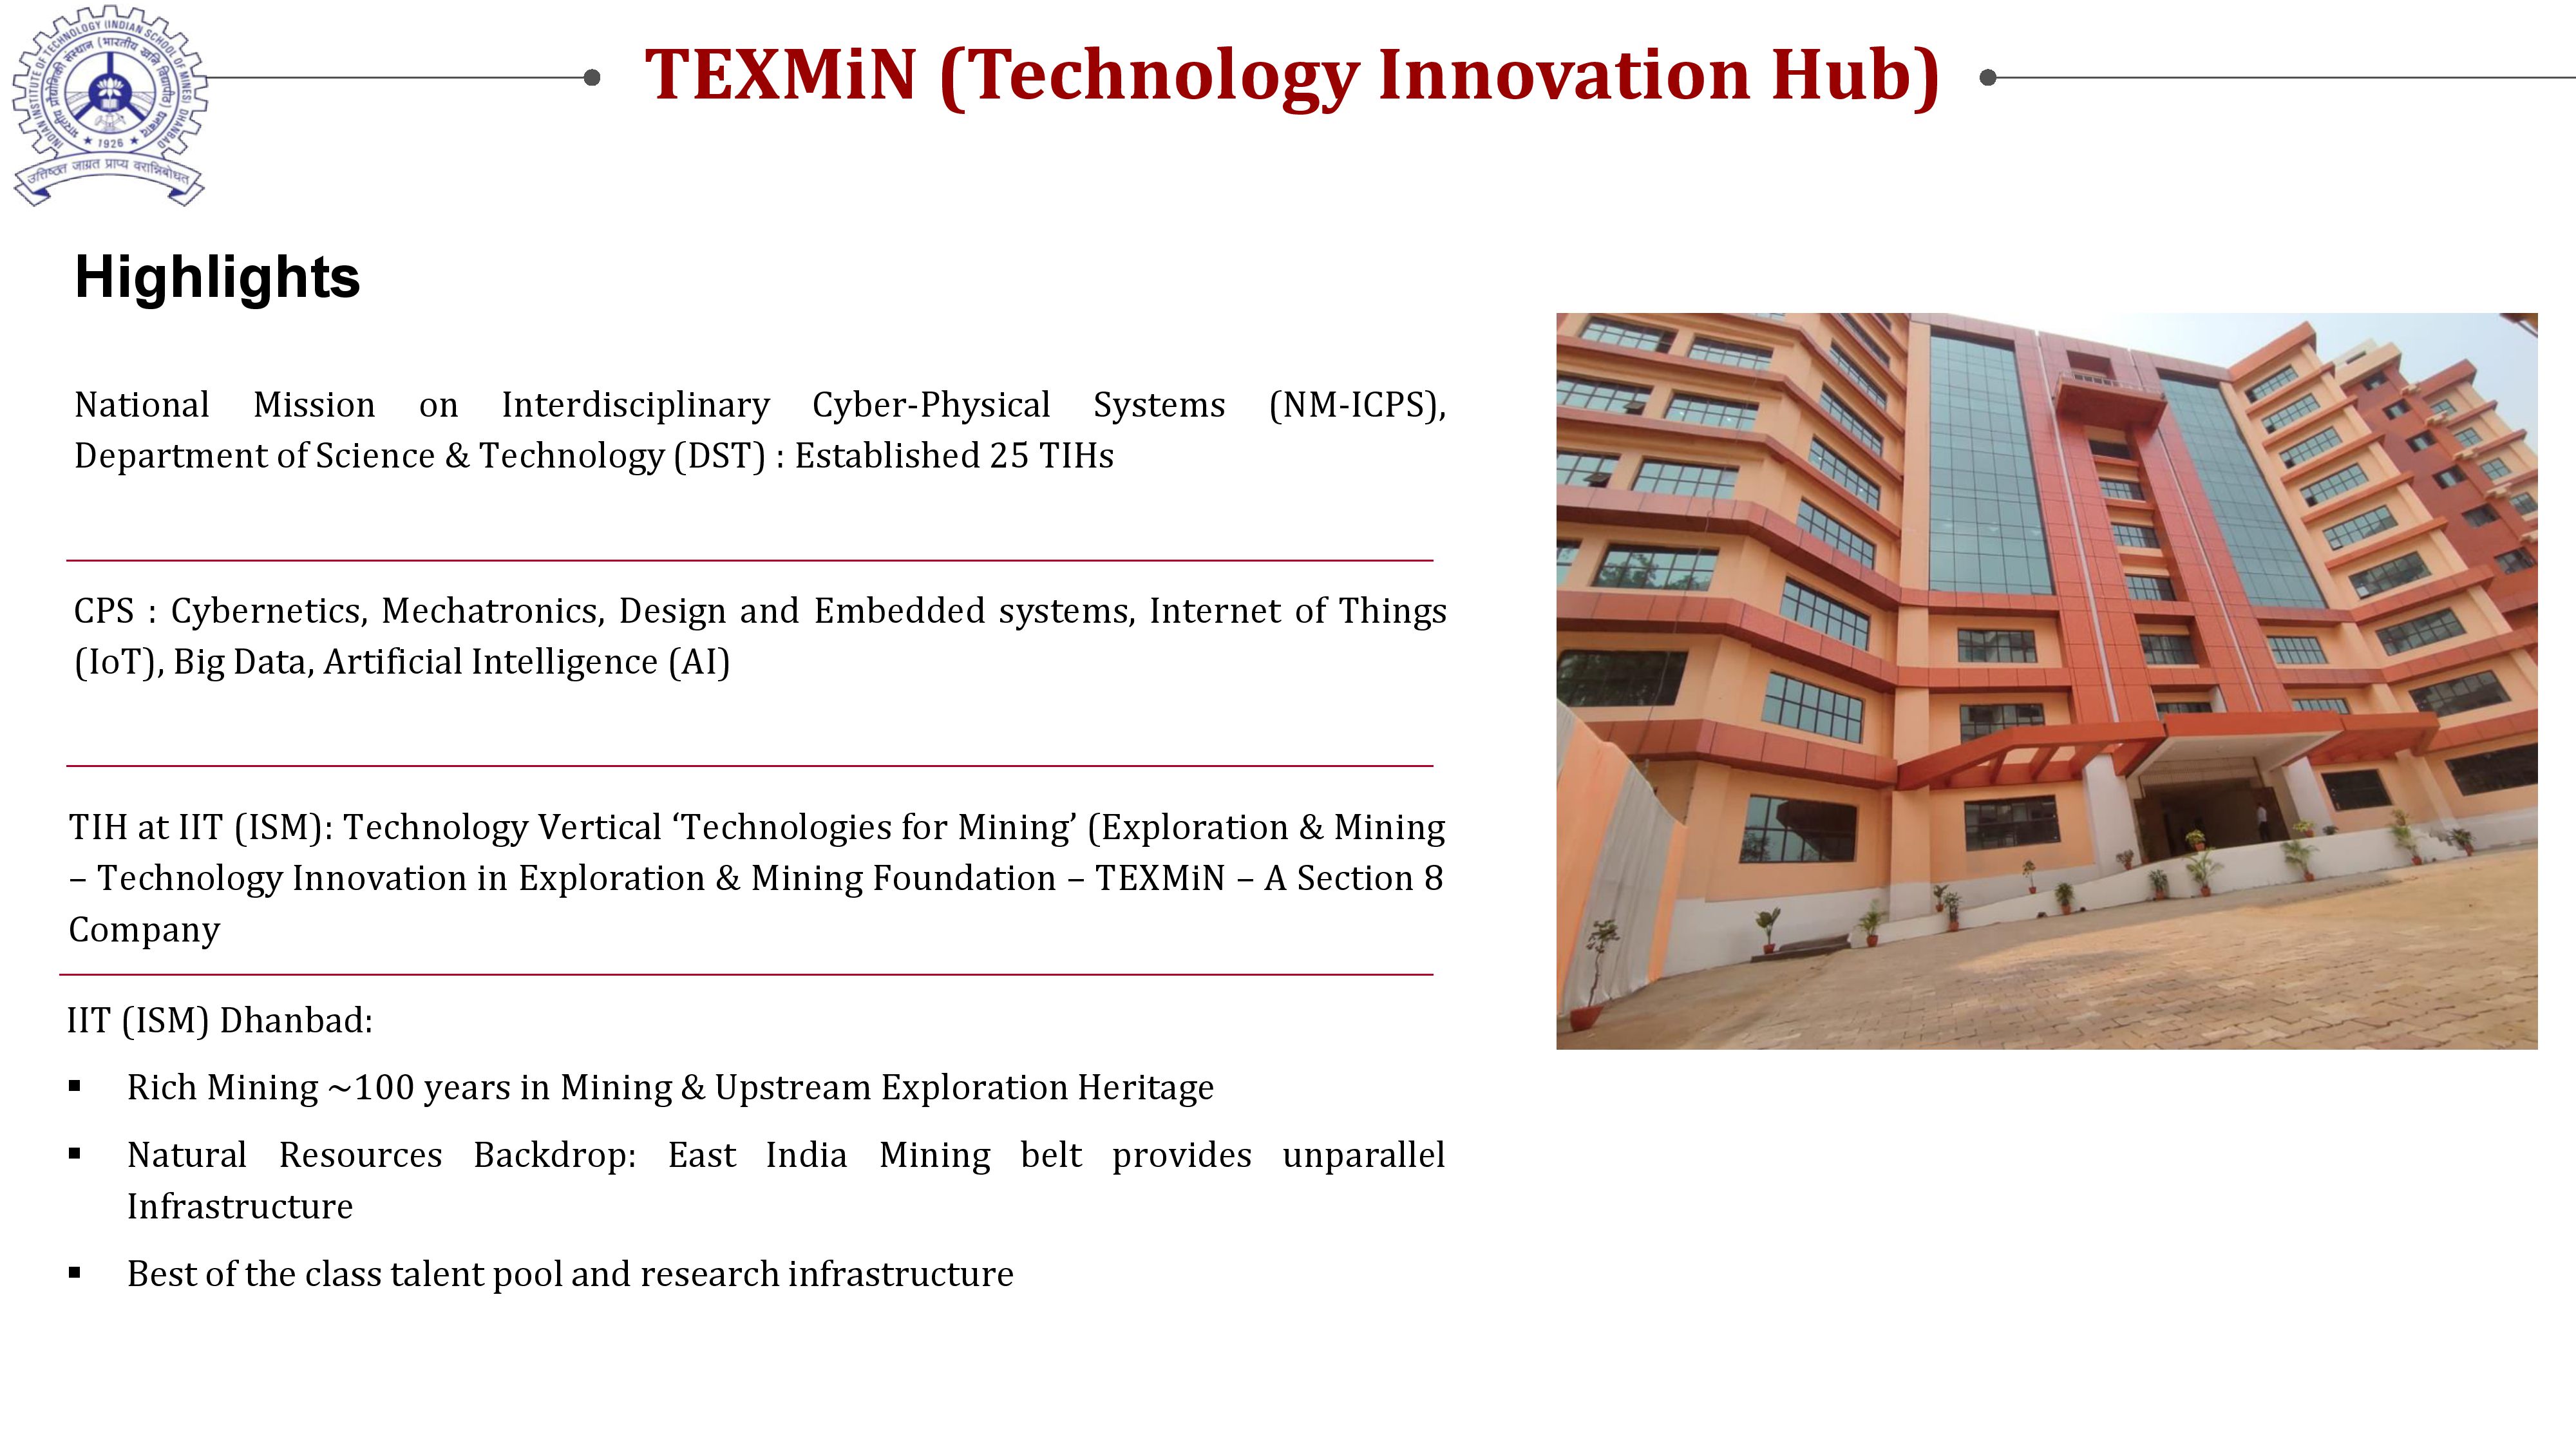 INDIAN INSTITUTE OF TECHNOLOGY (INDIAN SCHOOL OF MINES) DHANBAD
★ 1926 ★
उत्तिष्ठत जाग्रत प्राप्य वरान्निबोधत
TEXMiN (Technology Innovation Hub)
Highlights
National Mission on Interdisciplinary Cyber-Physical Systems (NM-ICPS),
Department of Science & Technology (DST) : Established 25 TIHs
CPS : Cybernetics, Mechatronics, Design and Embedded systems, Internet of Things
(IoT), Big Data, Artificial Intelligence (AI)
TIH at IIT (ISM): Technology Vertical ‘Technologies for Mining’ (Exploration & Mining
– Technology Innovation in Exploration & Mining Foundation – TEXMiN – A Section 8
Company
IIT (ISM) Dhanbad:
▪ Rich Mining ~100 years in Mining & Upstream Exploration Heritage
▪ Natural Resources Backdrop: East India Mining belt provides unparallel
Infrastructure
▪ Best of the class talent pool and research infrastructure